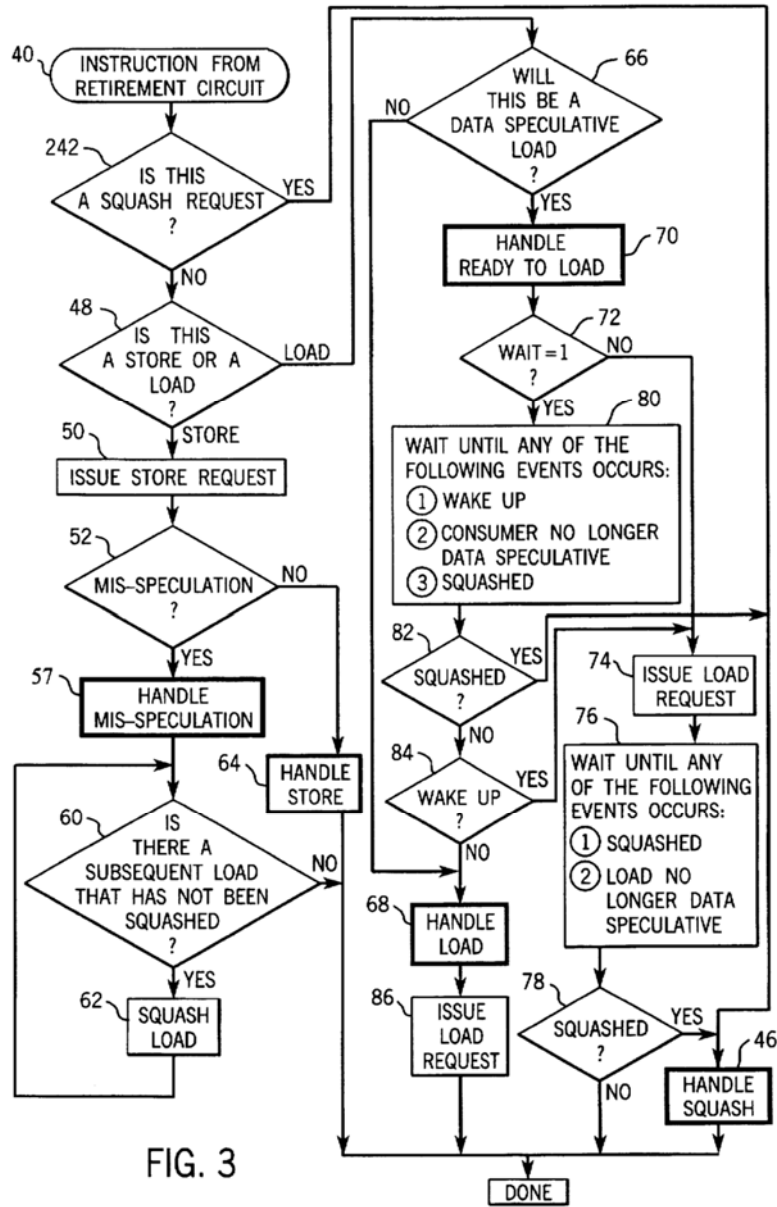 40
INSTRUCTION FROM
RETIREMENT CIRCUIT
242
IS THIS
A SQUASH REQUEST
?
YES
NO
48
IS THIS
A STORE OR A
LOAD
?
LOAD
STORE
50
ISSUE STORE REQUEST
52
MIS-SPECULATION
?
NO
YES
57
HANDLE
MIS-SPECULATION
64
HANDLE
STORE
60
IS
THERE A
SUBSEQUENT LOAD
THAT HAS NOT BEEN
SQUASHED
?
NO
YES
62
SQUASH
LOAD
66
WILL
THIS BE A
DATA SPECULATIVE
LOAD
?
NO
YES
70
HANDLE
READY TO LOAD
72
WAIT=1
?
NO
YES
80
WAIT UNTIL ANY OF THE
FOLLOWING EVENTS OCCURS:
1 WAKE UP
2 CONSUMER NO LONGER
DATA SPECULATIVE
3 SQUASHED
82
SQUASHED
?
YES
NO
84
WAKE UP
?
YES
NO
68
HANDLE
LOAD
86
ISSUE
LOAD
REQUEST
74
ISSUE LOAD
REQUEST
76
WAIT UNTIL ANY
OF THE FOLLOWING
EVENTS OCCURS:
1 SQUASHED
2 LOAD NO
LONGER DATA
SPECULATIVE
78
SQUASHED
?
YES
NO
46
HANDLE
SQUASH
DONE
FIG. 3